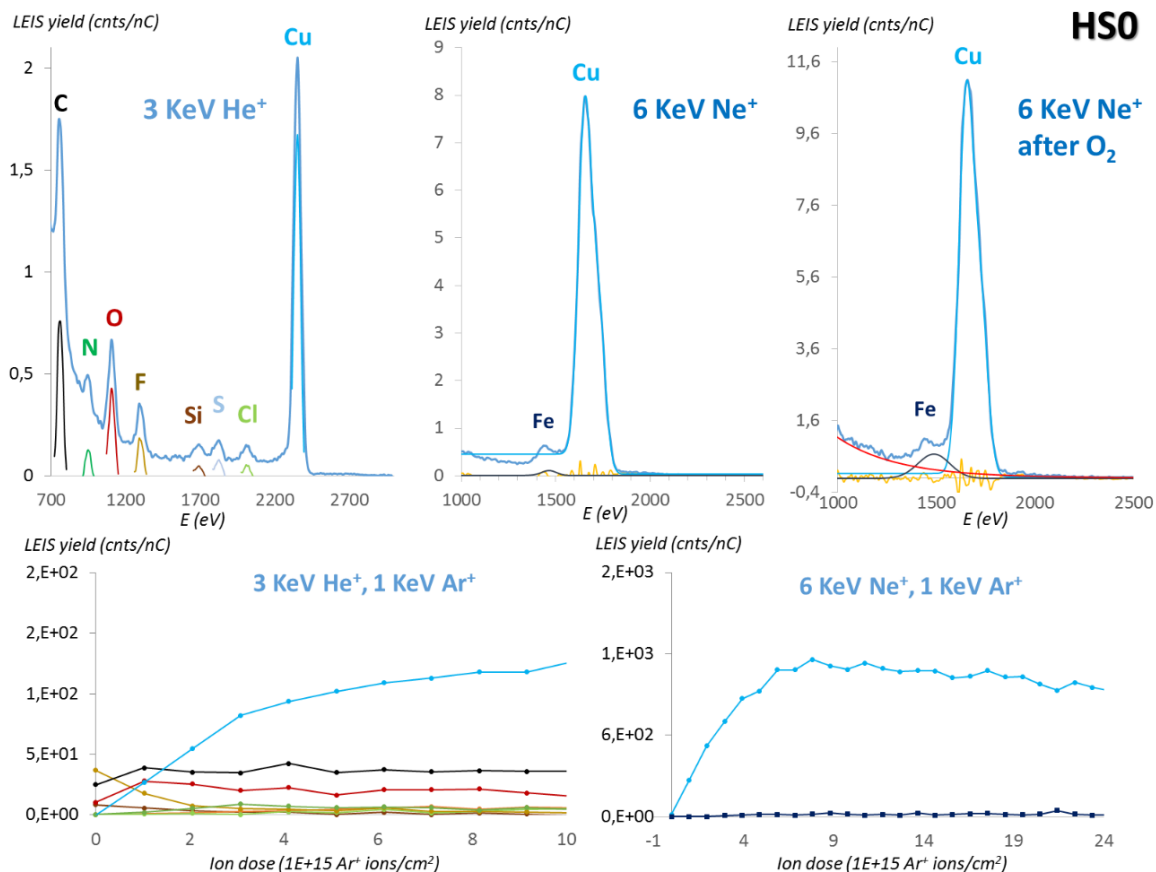 HS0
LEIS yield (cnts/nC)
3 KeV He⁺
2
1,5
1
0,5
0
C
N
O
F
Si
S
Cl
Cu
700
1200
1700
2200
2700
E (eV)
LEIS yield (cnts/nC)
6 KeV Ne⁺
9
8
7
6
5
4
3
2
1
0
Fe
Cu
1000
1500
2000
2500
E (eV)
LEIS yield (cnts/nC)
6 KeV Ne⁺
after O₂
11,6
9,6
7,6
5,6
3,6
1,6
-0,4
Fe
Cu
1000
1500
2000
2500
E (eV)
LEIS yield (cnts/nC)
3 KeV He⁺, 1 KeV Ar⁺
2,E+02
2,E+02
1,E+02
5,E+01
0,E+00
0
2
4
6
8
10
Ion dose (1E+15 Ar⁺ ions/cm²)
LEIS yield (cnts/nC)
6 KeV Ne⁺, 1 KeV Ar⁺
2,E+03
1,E+03
6,E+02
0,E+00
-1
4
9
14
19
24
Ion dose (1E+15 Ar⁺ ions/cm²)